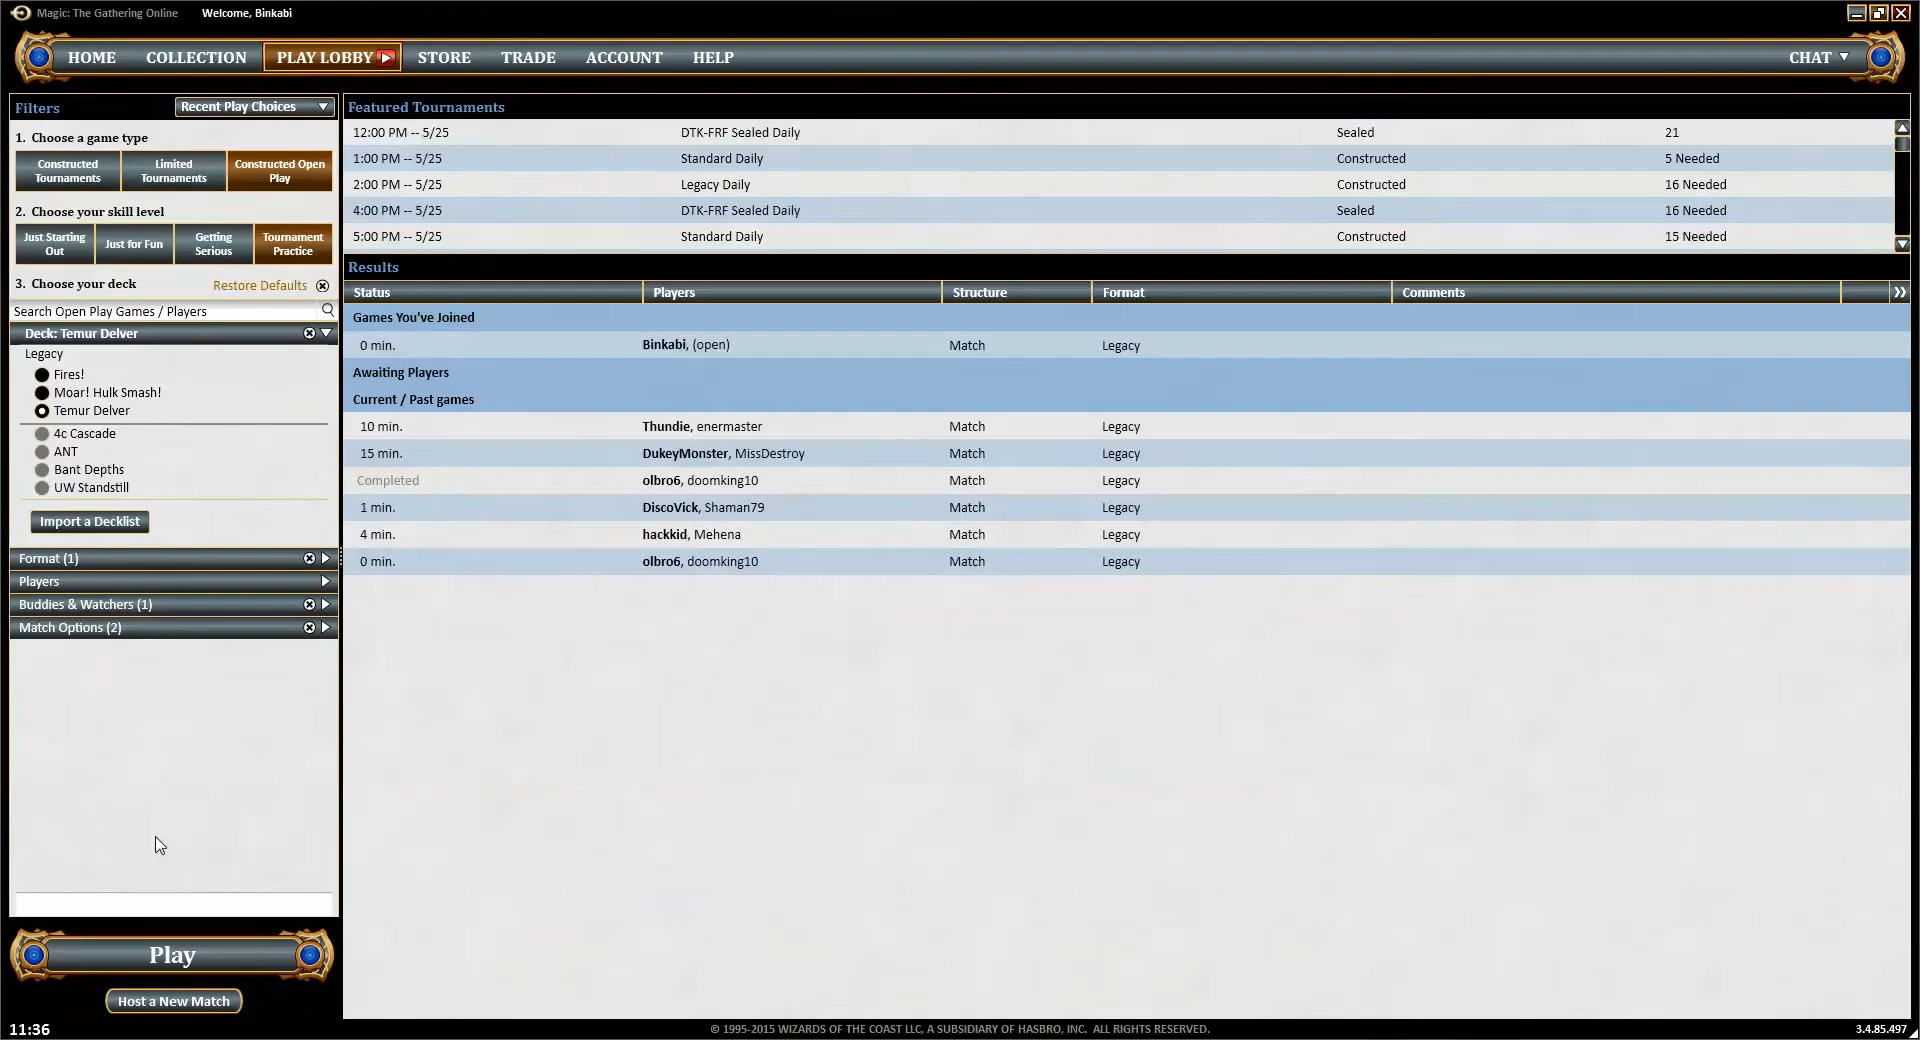 Magic: The Gathering Online Welcome, Binkabi
HOME COLLECTION PLAY LOBBY STORE TRADE ACCOUNT HELP CHAT
Filters Recent Play Choices
1. Choose a game type
Constructed Tournaments Limited Tournaments Constructed Open Play
2. Choose your skill level
Just Starting Out Just for Fun Getting Serious Tournament Practice
3. Choose your deck Restore Defaults
Search Open Play Games / Players
Deck: Temur Delver
Legacy
Fires!
Moar! Hulk Smash!
Temur Delver
4c Cascade
ANT
Bant Depths
UW Standstill
Import a Decklist
Format (1)
Players
Buddies & Watchers (1)
Match Options (2)
Play
Host a New Match
11:36
Featured Tournaments
12:00 PM -- 5/25 DTK-FRF Sealed Daily Sealed 21
1:00 PM -- 5/25 Standard Daily Constructed 5 Needed
2:00 PM -- 5/25 Legacy Daily Constructed 16 Needed
4:00 PM -- 5/25 DTK-FRF Sealed Daily Sealed 16 Needed
5:00 PM -- 5/25 Standard Daily Constructed 15 Needed
Results
Status Players Structure Format Comments
Games You've Joined
0 min. Binkabi, (open) Match Legacy
Awaiting Players
Current / Past games
10 min. Thundie, enermaster Match Legacy
15 min. DukeyMonster, MissDestroy Match Legacy
Completed olbro6, doomking10 Match Legacy
1 min. DiscoVick, Shaman79 Match Legacy
4 min. hackkid, Mehena Match Legacy
0 min. olbro6, doomking10 Match Legacy
© 1995-2015 WIZARDS OF THE COAST LLC, A SUBSIDIARY OF HASBRO, INC. ALL RIGHTS RESERVED. 3.4.85.497